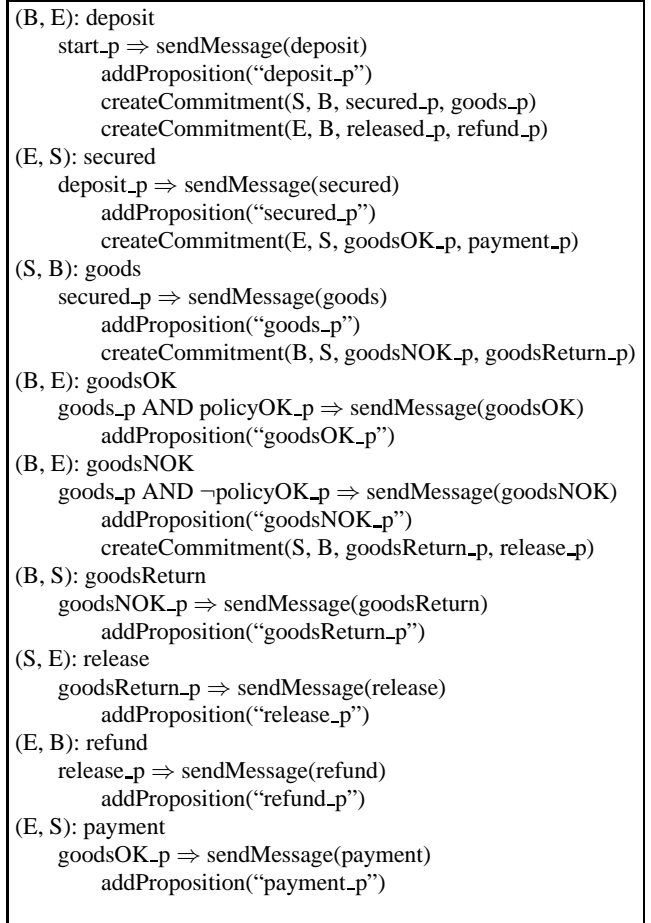 (B, E): deposit
start_p ⇒ sendMessage(deposit)
addProposition(“deposit_p”)
createCommitment(S, B, secured_p, goods_p)
createCommitment(E, B, released_p, refund_p)
(E, S): secured
deposit_p ⇒ sendMessage(secured)
addProposition(“secured_p”)
createCommitment(E, S, goodsOK_p, payment_p)
(S, B): goods
secured_p ⇒ sendMessage(goods)
addProposition(“goods_p”)
createCommitment(B, S, goodsNOK_p, goodsReturn_p)
(B, E): goodsOK
goods_p AND policyOK_p ⇒ sendMessage(goodsOK)
addProposition(“goodsOK_p”)
(B, E): goodsNOK
goods_p AND ¬policyOK_p ⇒ sendMessage(goodsNOK)
addProposition(“goodsNOK_p”)
createCommitment(S, B, goodsReturn_p, release_p)
(B, S): goodsReturn
goodsNOK_p ⇒ sendMessage(goodsReturn)
addProposition(“goodsReturn_p”)
(S, E): release
goodsReturn_p ⇒ sendMessage(release)
addProposition(“release_p”)
(E, B): refund
release_p ⇒ sendMessage(refund)
addProposition(“refund_p”)
(E, S): payment
goodsOK_p ⇒ sendMessage(payment)
addProposition(“payment_p”)